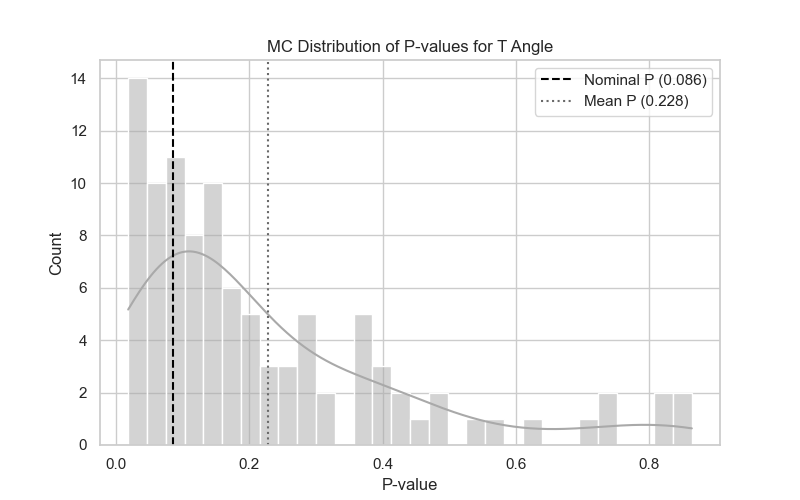 MC Distribution of P-values for T Angle
Nominal P (0.086)
Mean P (0.228)
Count
14
12
10
8
6
4
2
0
0.0 0.2 0.4 0.6 0.8
P-value